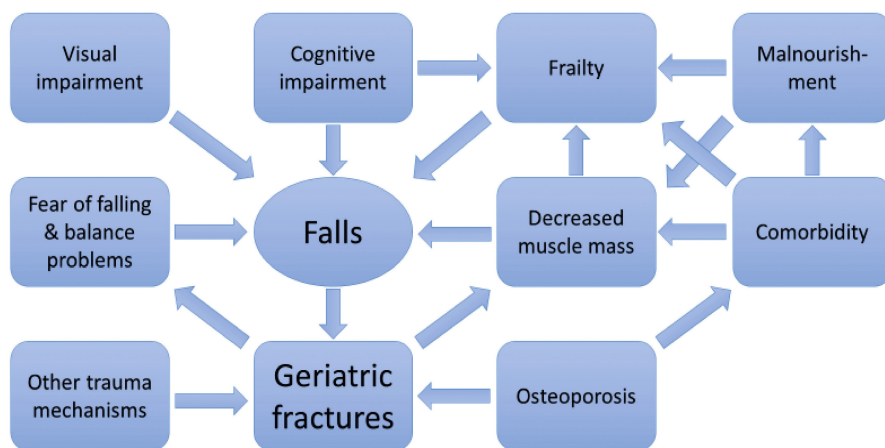 Visual
impairment
Cognitive
impairment
Frailty
Malnourish-
ment
Fear of falling
& balance
problems
Falls
Decreased
muscle mass
Comorbidity
Other trauma
mechanisms
Geriatric
fractures
Osteoporosis